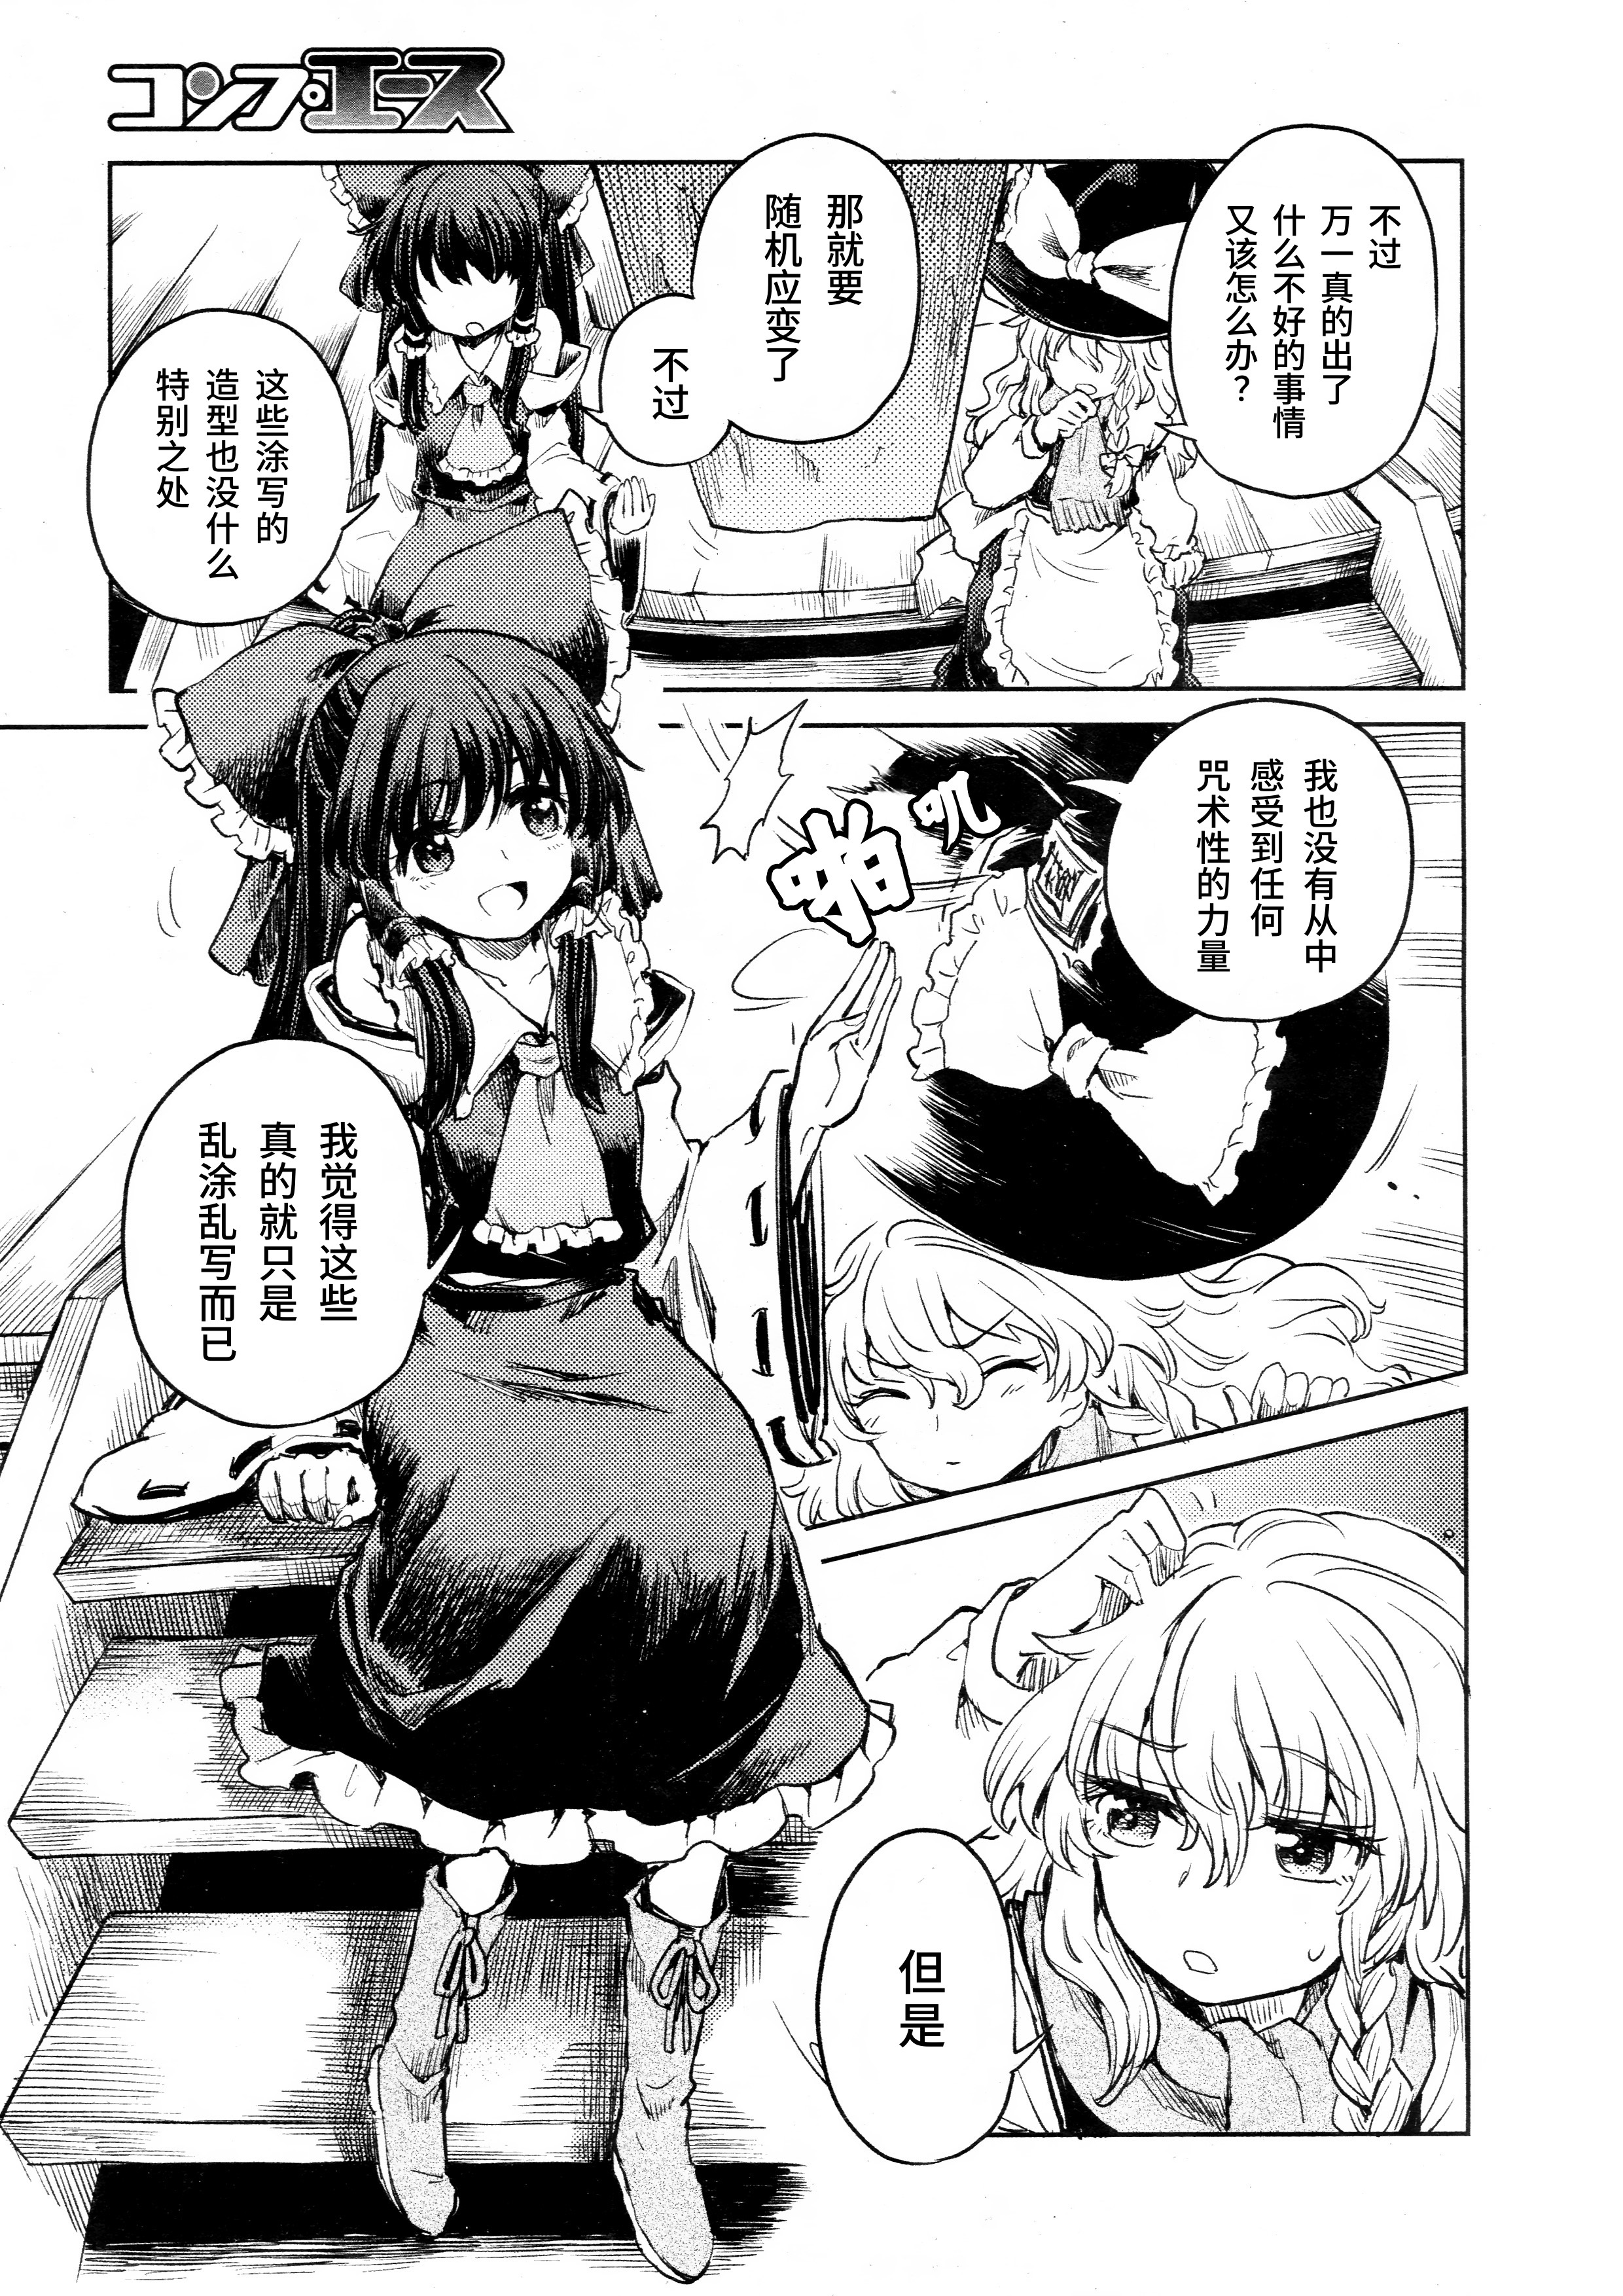 コンプエース
不过
万一真的出了
什么不好的事情
又该怎么办？
那就要
随机应变了
不过
这些涂写的
造型也没什么
特别之处
我也没有从中
感受到任何
咒术性的力量
叽
啪
我觉得这些
真的就只是
乱涂乱写而已
但是